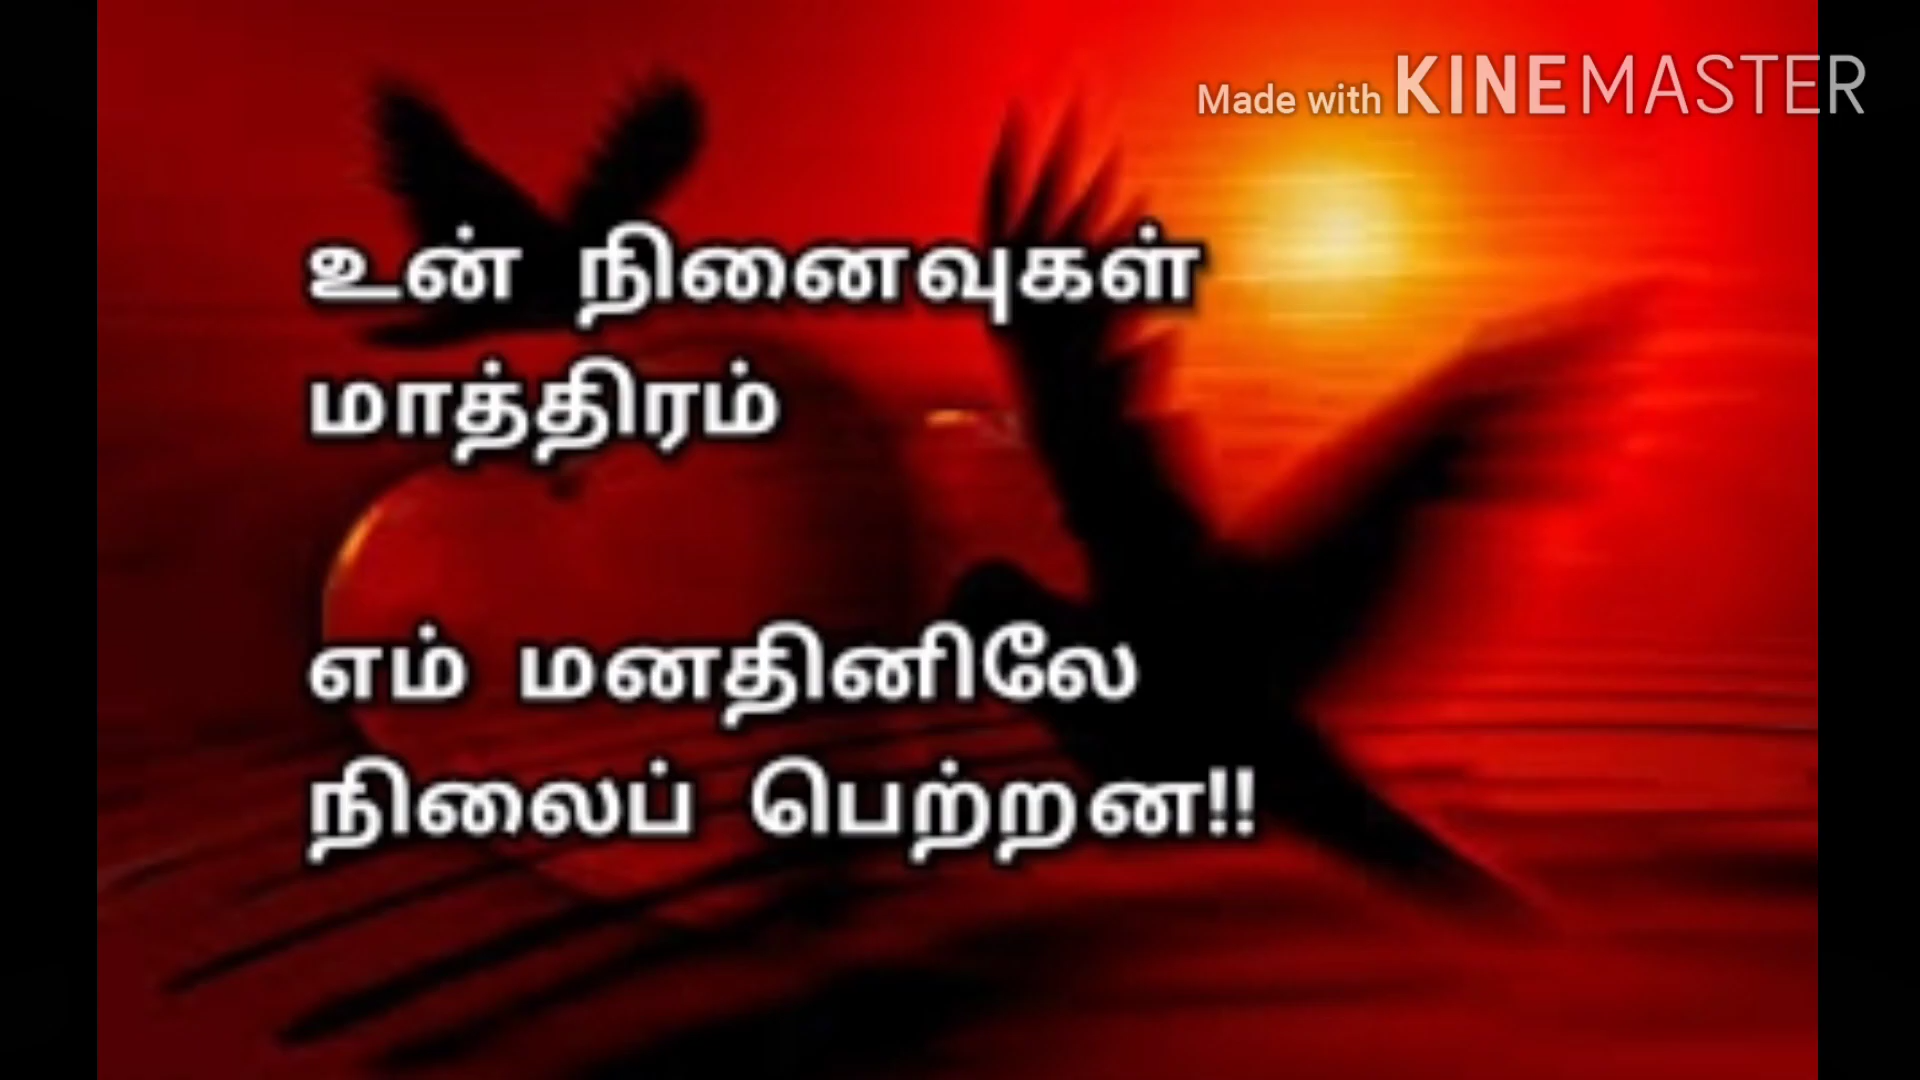 Made with KINEMASTER
உன் நினைவுகள்
மாத்திரம்
எம் மனதினிலே
நிலைப் பெற்றன!!